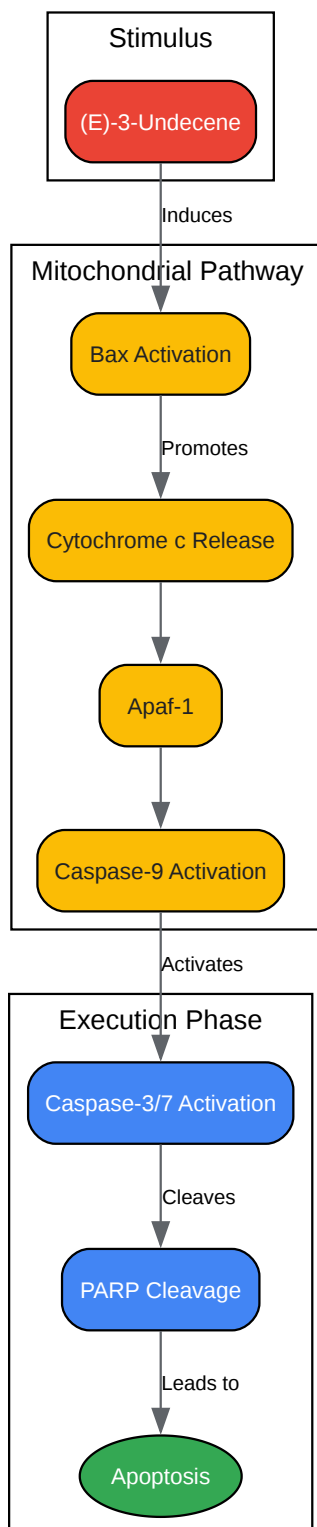 Stimulus
(E)-3-Undecene
Induces
Mitochondrial Pathway
Bax Activation
Promotes
Cytochrome c Release
Apaf-1
Caspase-9 Activation
Activates
Execution Phase
Caspase-3/7 Activation
Cleaves
PARP Cleavage
Leads to
Apoptosis